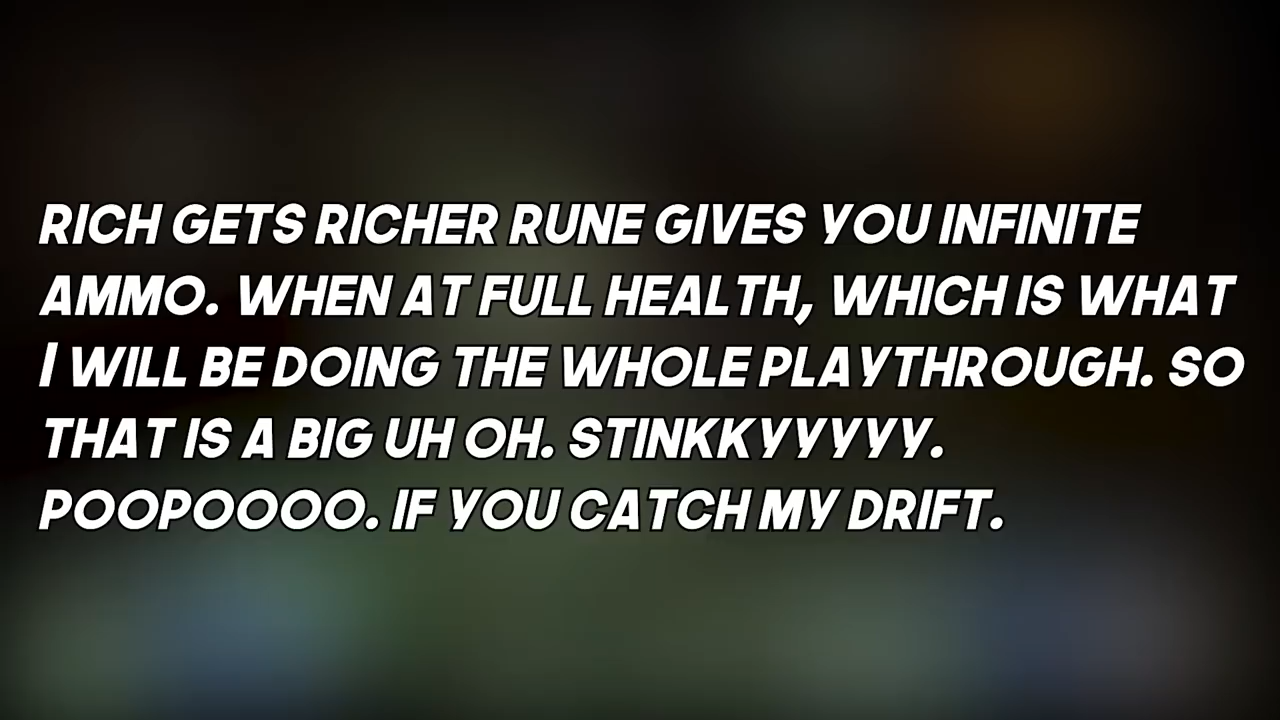 RICH GETS RICHER RUNE GIVES YOU INFINITE
AMMO. WHEN AT FULL HEALTH, WHICH IS WHAT
I WILL BE DOING THE WHOLE PLAYTHROUGH. SO
THAT IS A BIG UH OH. STINKKYYYYY.
POOPOOOO. IF YOU CATCH MY DRIFT.